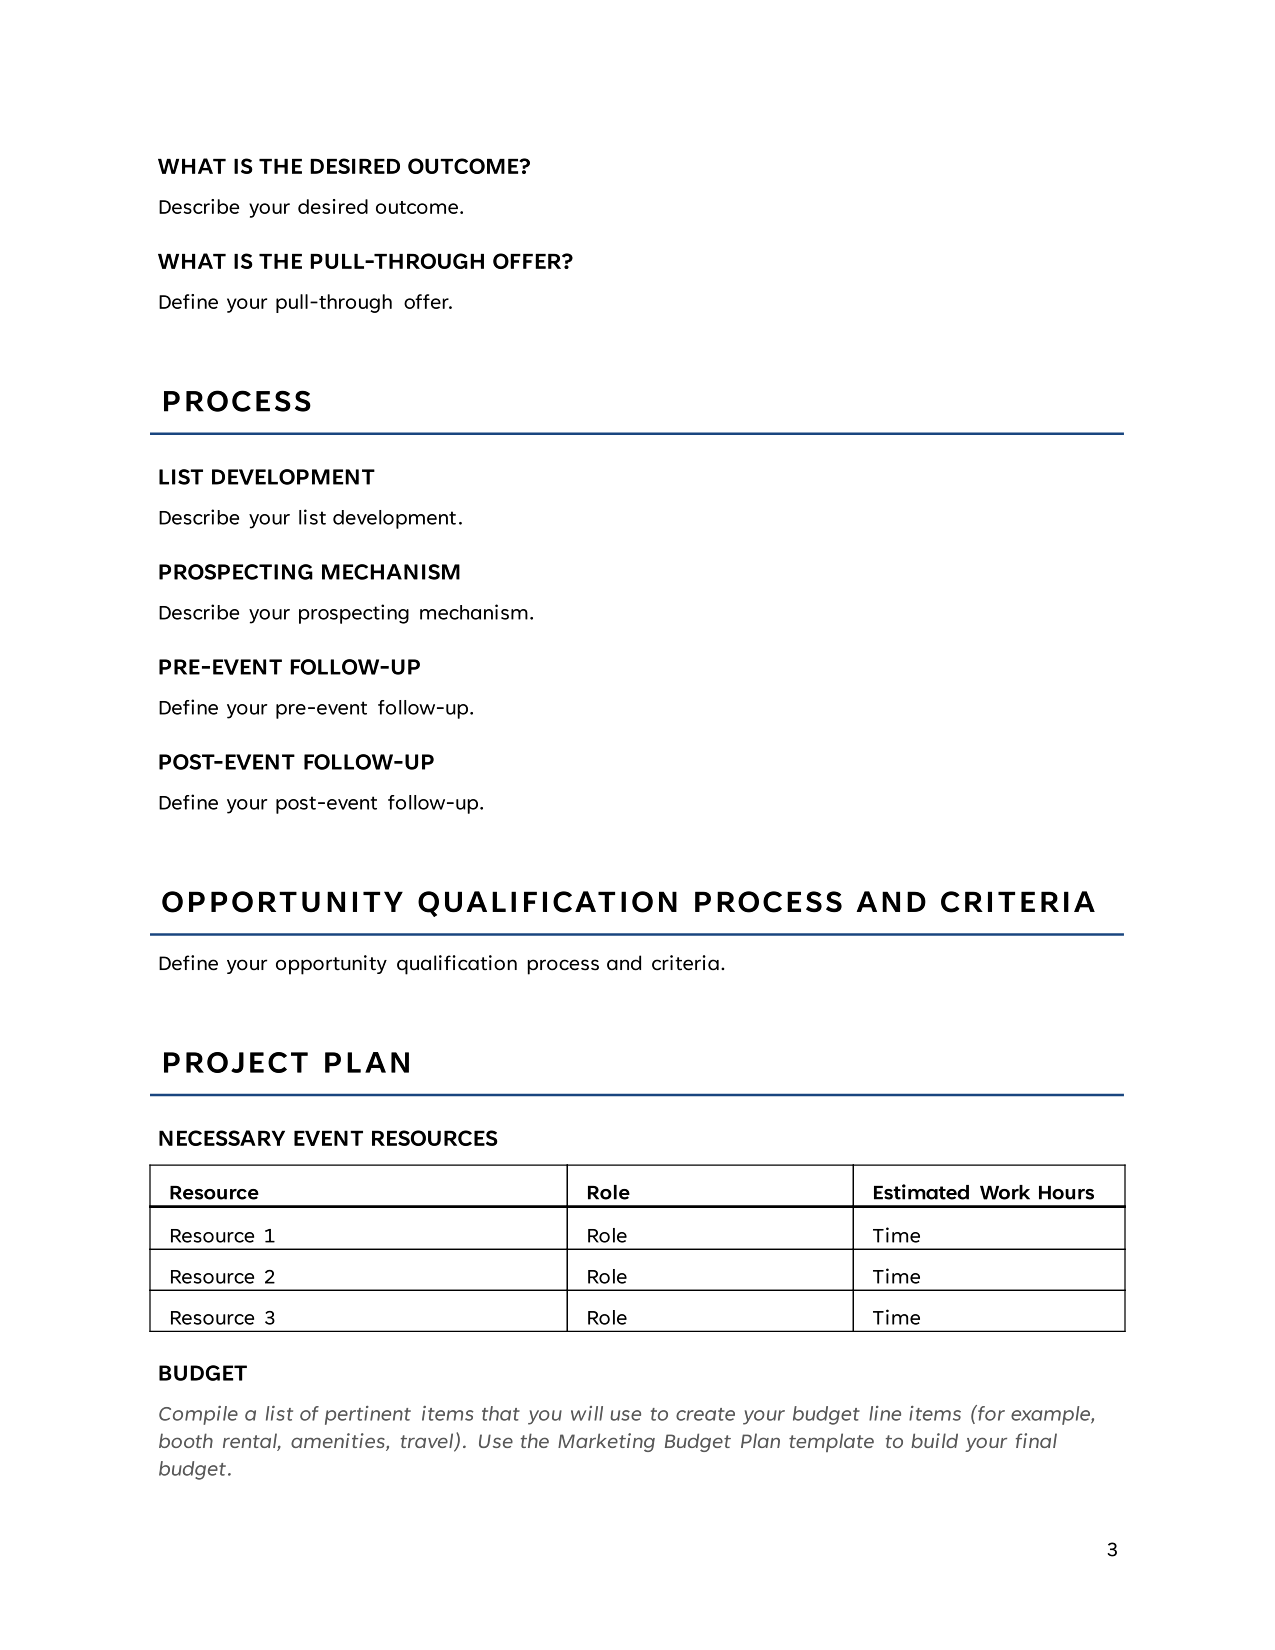 WHAT IS THE DESIRED OUTCOME?
Describe your desired outcome.
WHAT IS THE PULL-THROUGH OFFER?
Define your pull-through offer.
PROCESS
LIST DEVELOPMENT
Describe your list development.
PROSPECTING MECHANISM
Describe your prospecting mechanism.
PRE-EVENT FOLLOW-UP
Define your pre-event follow-up.
POST-EVENT FOLLOW-UP
Define your post-event follow-up.
OPPORTUNITY QUALIFICATION PROCESS AND CRITERIA
Define your opportunity qualification process and criteria.
PROJECT PLAN
NECESSARY EVENT RESOURCES
Resource Role Estimated Work Hours
Resource 1 Role Time
Resource 2 Role Time
Resource 3 Role Time
BUDGET
Compile a list of pertinent items that you will use to create your budget line items (for example,
booth rental, amenities, travel). Use the Marketing Budget Plan template to build your final
budget.
3